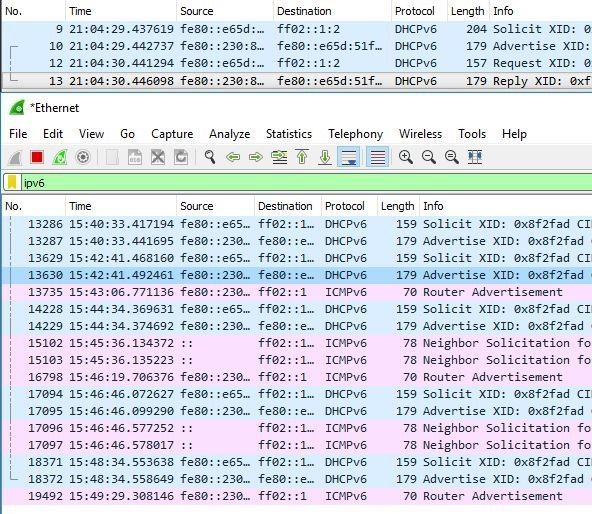 No. Time Source Destination Protocol Length Info
9 21:04:29.437619 fe80::e65d:… ff02::1:2 DHCPv6 204 Solicit XID: 0x
10 21:04:29.442737 fe80::230:8… fe80::e65d:51f… DHCPv6 179 Advertise XID:
12 21:04:30.441294 fe80::e65d:… ff02::1:2 DHCPv6 157 Request XID: 0x
13 21:04:30.446098 fe80::230:8… fe80::e65d:51f… DHCPv6 179 Reply XID: 0xf
*Ethernet
File Edit View Go Capture Analyze Statistics Telephony Wireless Tools Help
ipv6
No. Time Source Destination Protocol Length Info
13286 15:40:33.417194 fe80::e65… ff02::1… DHCPv6 159 Solicit XID: 0x8f2fad CI
13287 15:40:33.441695 fe80::230… fe80::e… DHCPv6 179 Advertise XID: 0x8f2fad C
13629 15:42:41.468160 fe80::e65… ff02::1… DHCPv6 159 Solicit XID: 0x8f2fad CI
13630 15:42:41.492461 fe80::230… fe80::e… DHCPv6 179 Advertise XID: 0x8f2fad C
13735 15:43:06.771136 fe80::230… ff02::1 ICMPv6 70 Router Advertisement
14228 15:44:34.369631 fe80::e65… ff02::1… DHCPv6 159 Solicit XID: 0x8f2fad CI
14229 15:44:34.374692 fe80::230… fe80::e… DHCPv6 179 Advertise XID: 0x8f2fad C
15102 15:45:36.134372 :: ff02::1… ICMPv6 78 Neighbor Solicitation fo
15103 15:45:36.135223 :: ff02::1… ICMPv6 78 Neighbor Solicitation fo
16798 15:46:19.706376 fe80::230… ff02::1 ICMPv6 70 Router Advertisement
17094 15:46:46.072627 fe80::e65… ff02::1… DHCPv6 159 Solicit XID: 0x8f2fad CI
17095 15:46:46.099290 fe80::230… fe80::e… DHCPv6 179 Advertise XID: 0x8f2fad C
17096 15:46:46.577252 :: ff02::1… ICMPv6 78 Neighbor Solicitation fo
17097 15:46:46.578017 :: ff02::1… ICMPv6 78 Neighbor Solicitation fo
18371 15:48:34.553638 fe80::e65… ff02::1… DHCPv6 159 Solicit XID: 0x8f2fad CI
18372 15:48:34.558649 fe80::230… fe80::e… DHCPv6 179 Advertise XID: 0x8f2fad C
19492 15:49:29.308146 fe80::230… ff02::1 ICMPv6 70 Router Advertisement